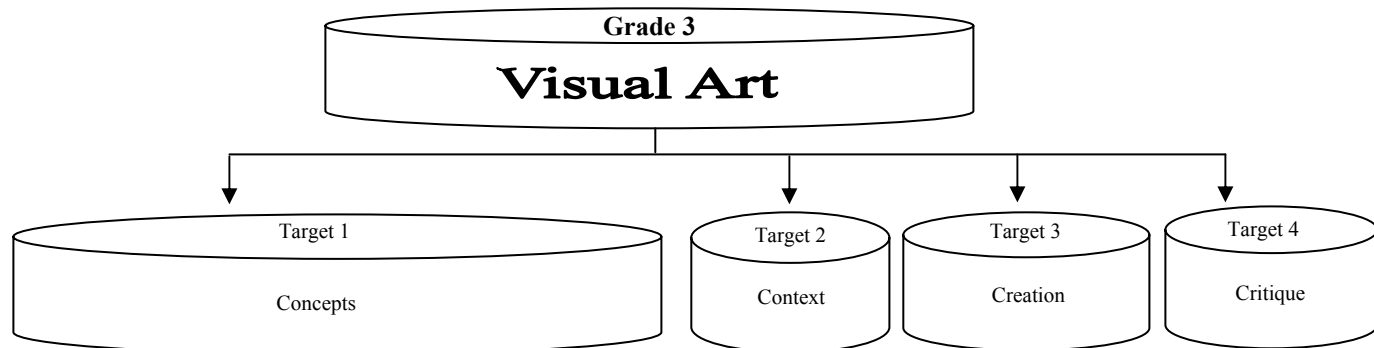 Grade 3
Visual Art
Target 1
Concepts
Target 2
Context
Target 3
Creation
Target 4
Critique